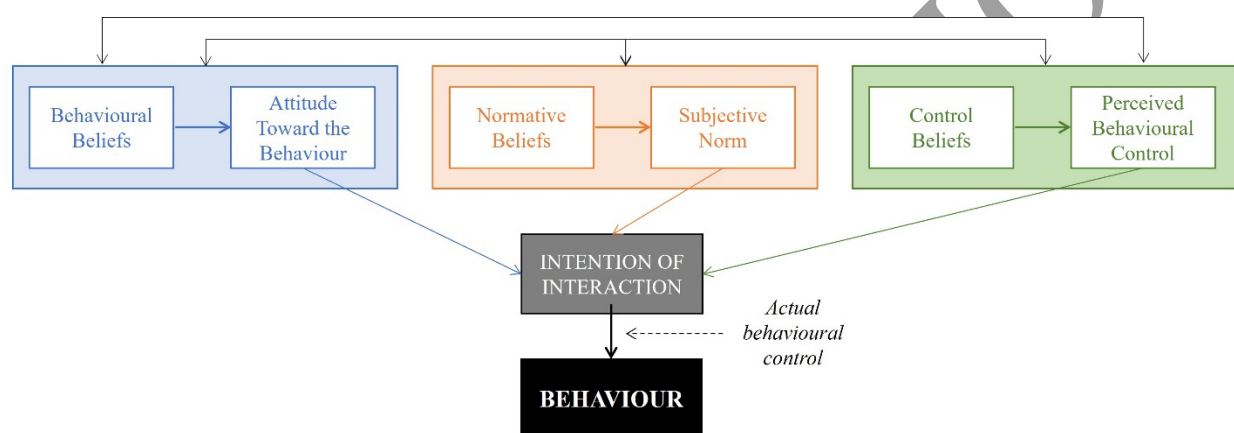 Behavioural
Beliefs
Attitude
Toward the
Behaviour
Normative
Beliefs
Subjective
Norm
Control
Beliefs
Perceived
Behavioural
Control
INTENTION OF
INTERACTION
Actual
behavioural
control
BEHAVIOUR